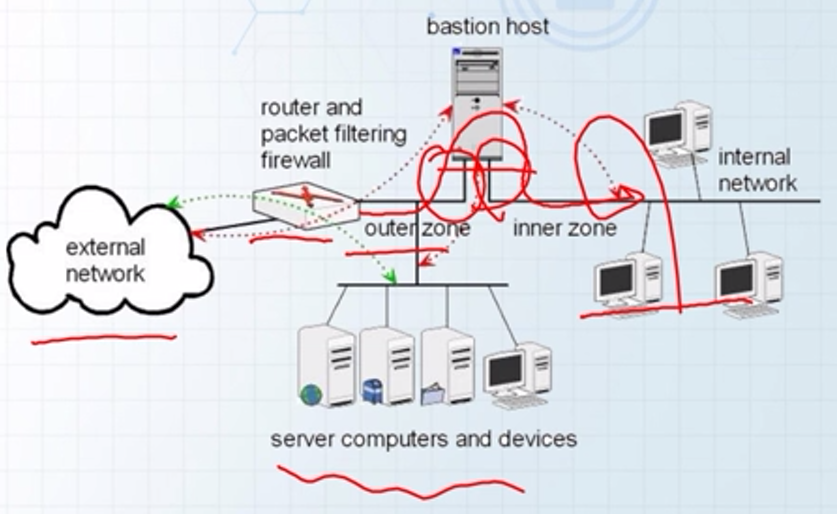 bastion host
router and
packet filtering
firewall
internal
network
external
network
outer zone
inner zone
server computers and devices